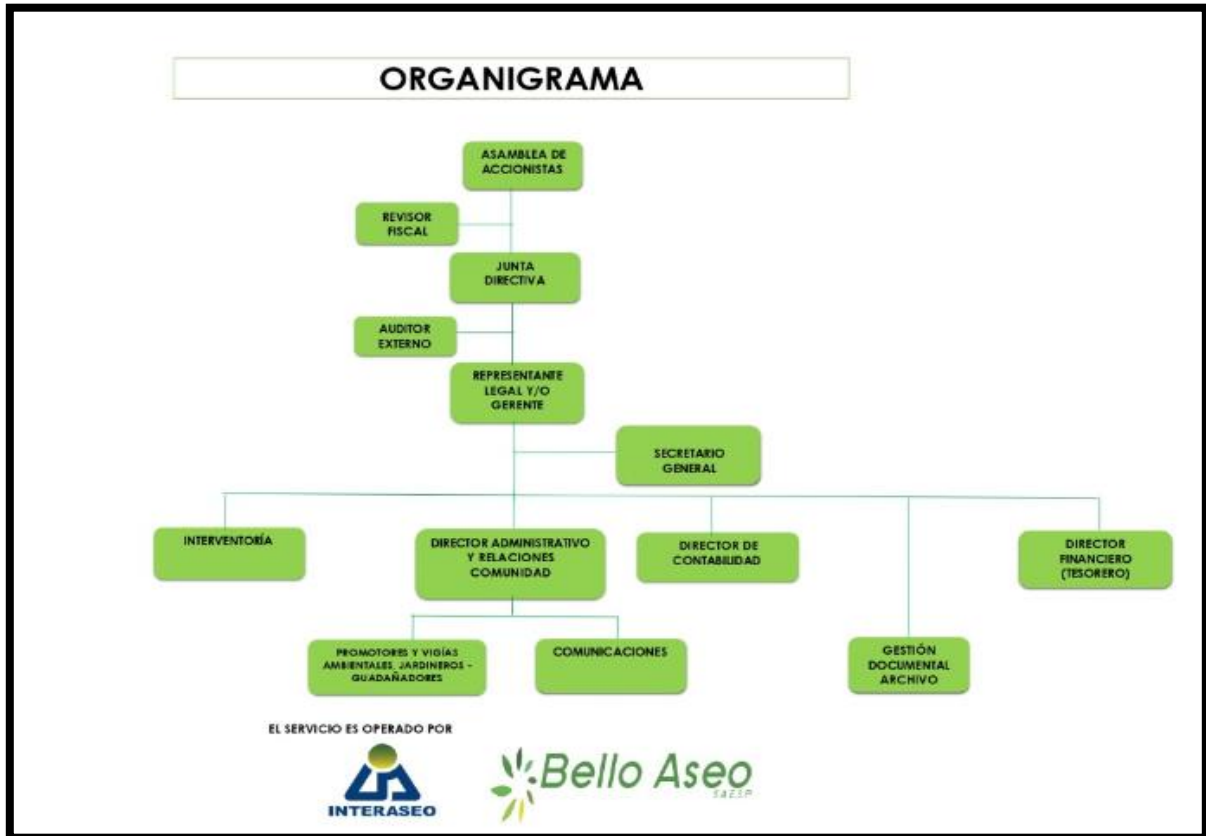 ORGANIGRAMA
ASAMBLEA DE
ACCIONISTAS
REVISOR
FISCAL
JUNTA
DIRECTIVA
AUDITOR
EXTERNO
REPRESENTANTE
LEGAL Y/O
GERENTE
SECRETARIO
GENERAL
INTERVENTORÍA
DIRECTOR ADMINISTRATIVO
Y RELACIONES
COMUNIDAD
DIRECTOR DE
CONTABILIDAD
DIRECTOR
FINANCIERO
(TESORERO)
PROMOTORES Y VIGÍAS
AMBIENTALES, JARDINEROS -
GUADAÑADORES
COMUNICACIONES
GESTIÓN
DOCUMENTAL
ARCHIVO
EL SERVICIO ES OPERADO POR
INTERASEO
Bello Aseo
S.A E.S.P